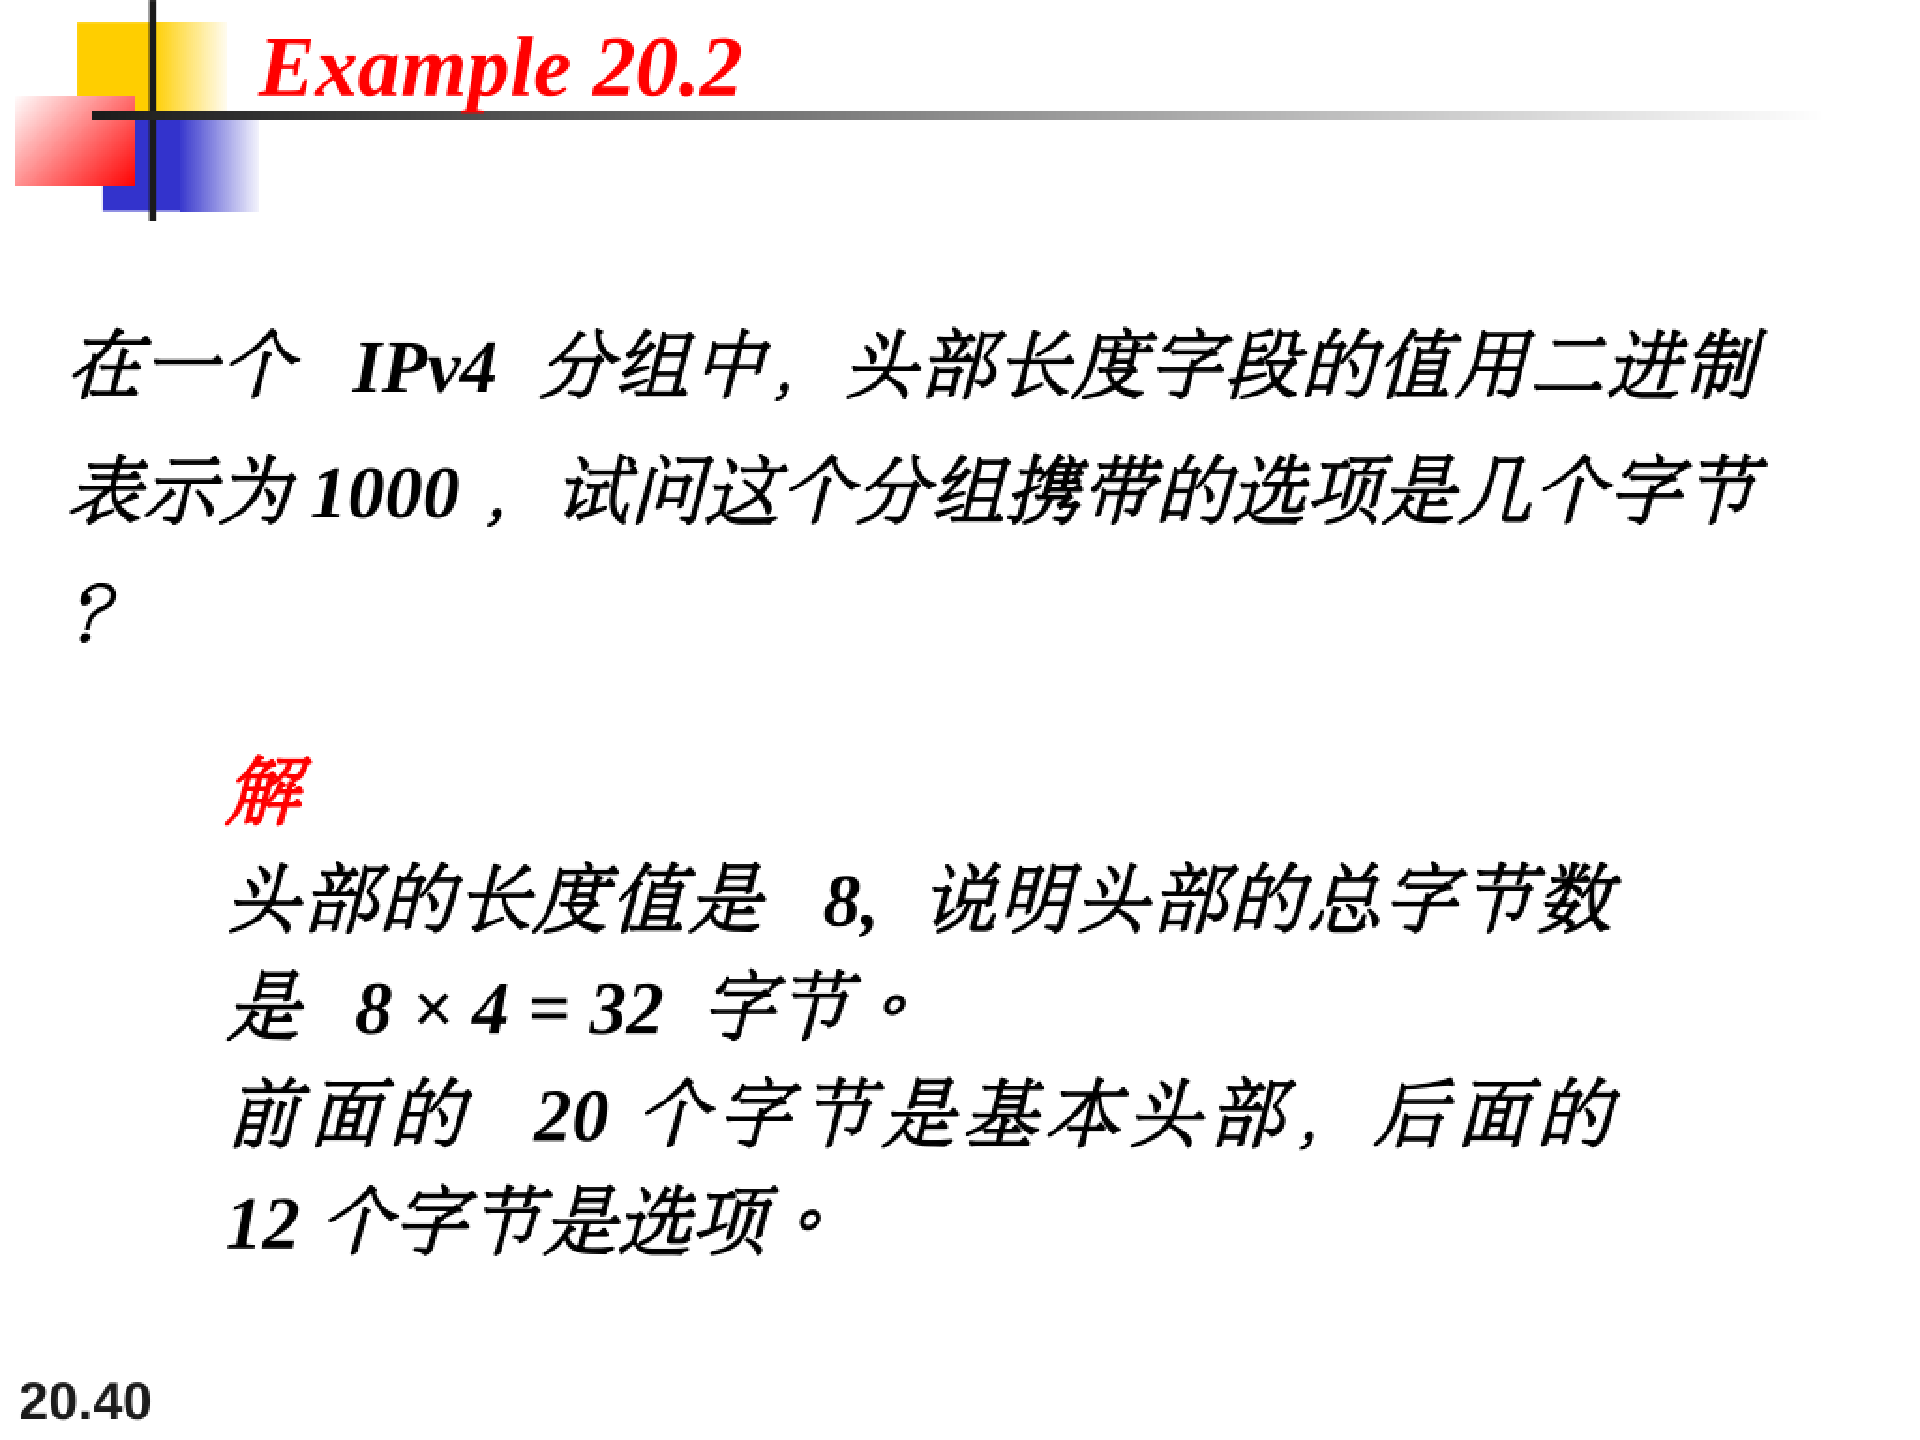 Example 20.2
在一个 IPv4 分组中，头部长度字段的值用二进制
表示为1000 ，试问这个分组携带的选项是几个字节
？
解
头部的长度值是 8, 说明头部的总字节数
是 8 × 4 = 32 字节。
前面的 20 个字节是基本头部，后面的
12 个字节是选项。
20.40